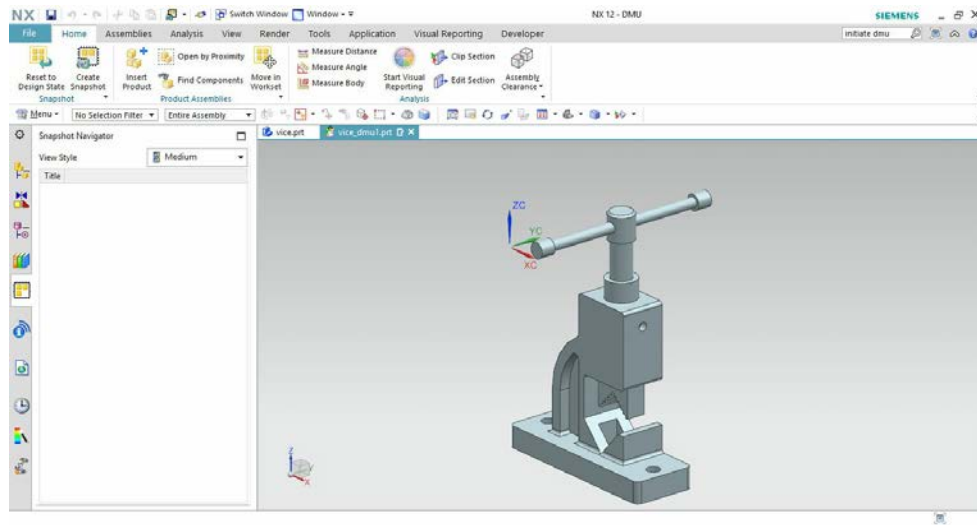 NX Switch Window Window NX 12 - DMU SIEMENS
File Home Assemblies Analysis View Render Tools Application Visual Reporting Developer initiate dmu
Reset to Design State
Create Snapshot
Snapshot
Insert Product
Open by Proximity
Find Components
Move in Workset
Product Assemblies
Measure Distance
Measure Angle
Measure Body
Start Visual Reporting
Clip Section
Edit Section
Assembly Clearance
Analysis
Menu No Selection Filter Entire Assembly
Snapshot Navigator
vice.prt vice_dmu1.prt
View Style Medium
Title
ZC
YC
XC
Z
Y
X